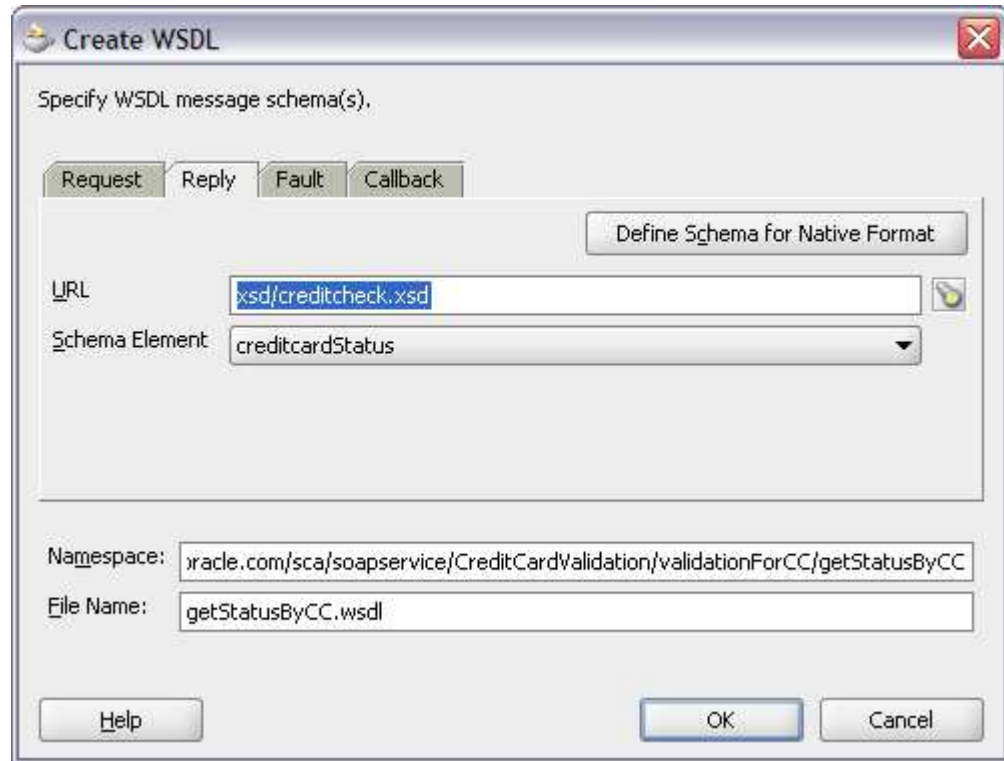 Create WSDL
Specify WSDL message schema(s).
Request Reply Fault Callback
Define Schema for Native Format
URL xsd/creditcheck.xsd
Schema Element creditcardStatus
Namespace: racle.com/sca/soapservice/CreditCardValidation/validationForCC/getStatusByCC
File Name: getStatusByCC.wsdl
Help OK Cancel